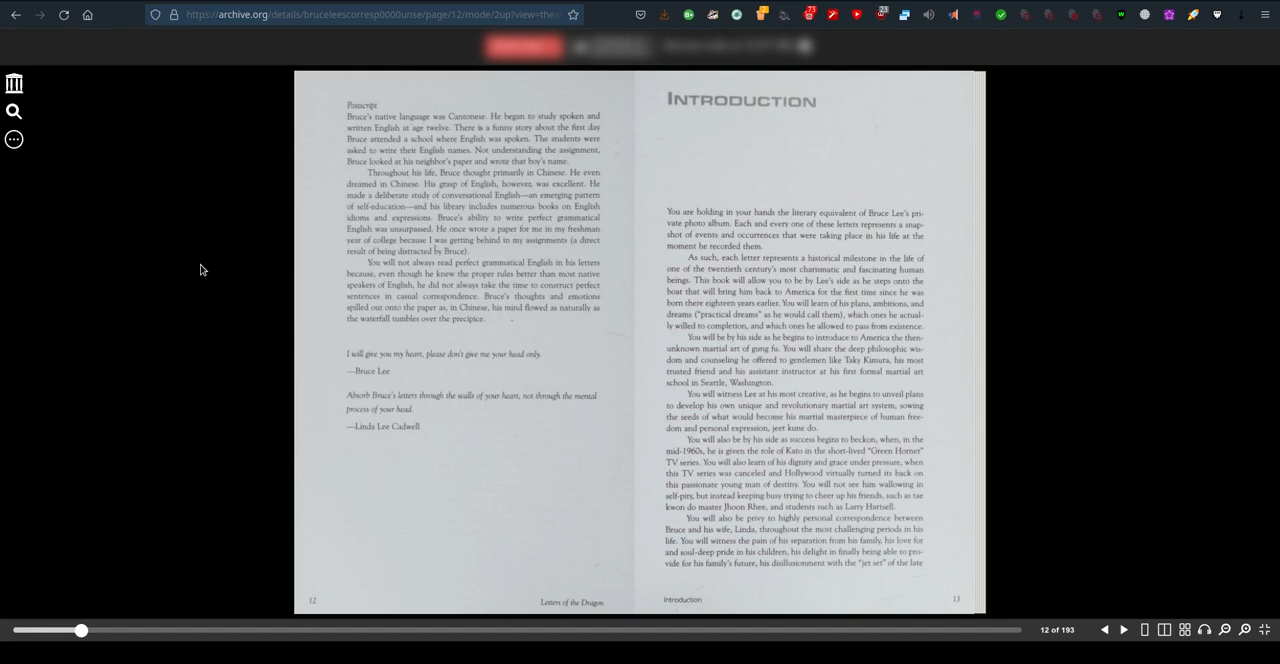 https://archive.org/details/bruceleescorresp0000unse/page/12/mode/2up?view=thea
Postscript
Bruce's native language was Cantonese. He began to study spoken and
written English at age twelve. There is a funny story about the first day
Bruce attended a school where English was spoken. The students were
asked to write their English names. Not understanding the assignment,
Bruce looked at his neighbor's paper and wrote that boy's name.
Throughout his life, Bruce thought primarily in Chinese. He even
dreamed in Chinese. His grasp of English, however, was excellent. He
made a deliberate study of conversational English—an emerging pattern
of self-education—and his library includes numerous books on English
idioms and expressions. Bruce's ability to write perfect grammatical
English was unsurpassed. He once wrote a paper for me in my freshman
year of college because I was getting behind in my assignments (a direct
result of being distracted by Bruce).
You will not always read perfect grammatical English in his letters
because, even though he knew the proper rules better than most native
speakers of English, he did not always take the time to construct perfect
sentences in casual correspondence. Bruce's thoughts and emotions
spilled out onto the paper as, in Chinese, his mind flowed as naturally as
the waterfall tumbles over the precipice.
I will give you my heart, please don't give me your head only.
—Bruce Lee
Absorb Bruce's letters through the walls of your heart, not through the mental
process of your head.
—Linda Lee Cadwell
12
Letters of the Dragon
INTRODUCTION
You are holding in your hands the literary equivalent of Bruce Lee's pri-
vate photo album. Each and every one of these letters represents a snap-
shot of events and occurrences that were taking place in his life at the
moment he recorded them.
As such, each letter represents a historical milestone in the life of
one of the twentieth century's most charismatic and fascinating human
beings. This book will allow you to be by Lee's side as he steps onto the
boat that will bring him back to America for the first time since he was
born there eighteen years earlier. You will learn of his plans, ambitions, and
dreams ("practical dreams" as he would call them), which ones he actual-
ly willed to completion, and which ones he allowed to pass from existence.
You will be by his side as he begins to introduce to America the then-
unknown martial art of gung fu. You will share the deep philosophic wis-
dom and counseling he offered to gentlemen like Taky Kimura, his most
trusted friend and his assistant instructor at his first formal martial art
school in Seattle, Washington.
You will witness Lee at his most creative, as he begins to unveil plans
to develop his own unique and revolutionary martial art system, sowing
the seeds of what would become his martial masterpiece of human free-
dom and personal expression, jeet kune do.
You will also be by his side as success begins to beckon, when, in the
mid-1960s, he is given the role of Kato in the short-lived "Green Hornet"
TV series. You will also learn of his dignity and grace under pressure, when
this TV series was canceled and Hollywood virtually turned its back on
this passionate young man of destiny. You will not see him wallowing in
self-pity, but instead keeping busy trying to cheer up his friends, such as tae
kwon do master Jhoon Rhee, and students such as Larry Hartsell.
You will also be privy to highly personal correspondence between
Bruce and his wife, Linda, throughout the most challenging periods in his
life. You will witness the pain of his separation from his family, his love for
and soul-deep pride in his children, his delight in finally being able to pro-
vide for his family's future, his disillusionment with the "jet set" of the late
Introduction
13
12 of 193